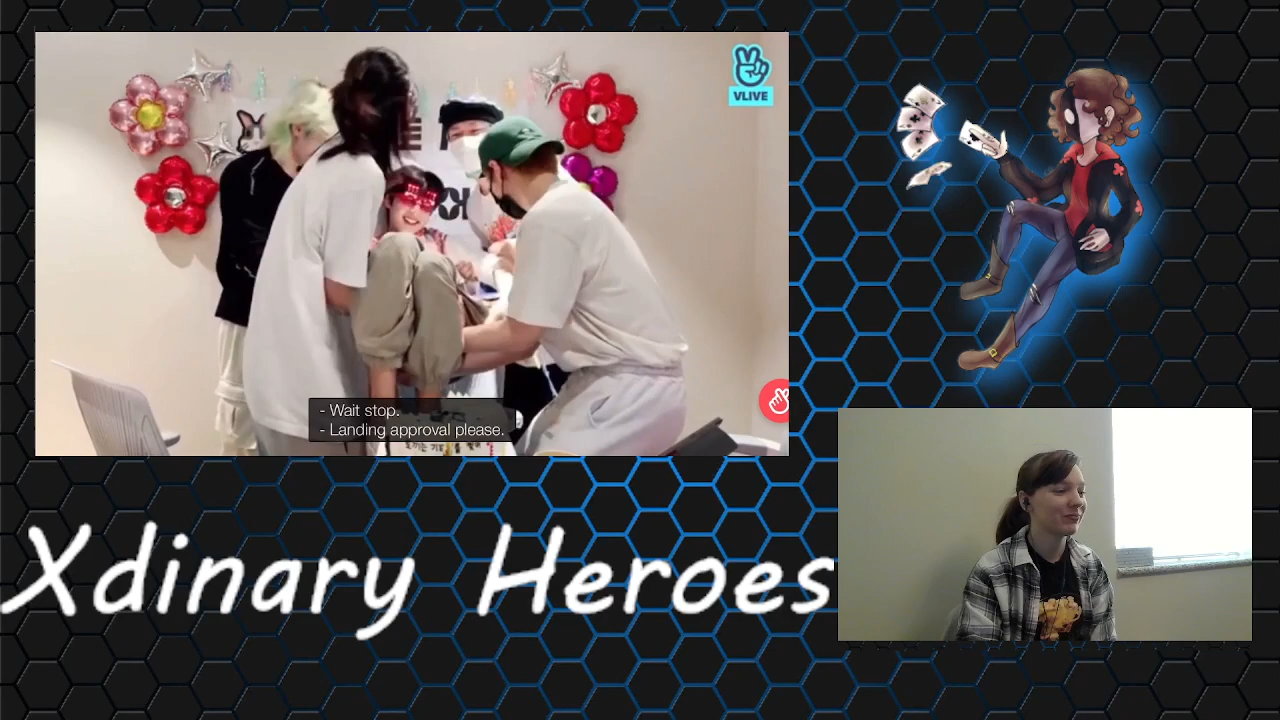 VLIVE
- Wait stop.
- Landing approval please.
Xdinary Heroes